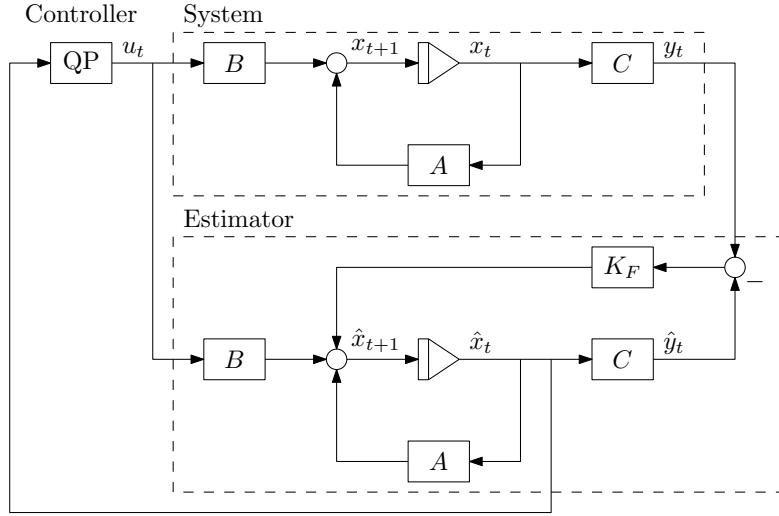 Controller System
QP u_t B x_{t+1} x_t C y_t
A
Estimator
K_F
−
B x̂_{t+1} x̂_t C ŷ_t
A